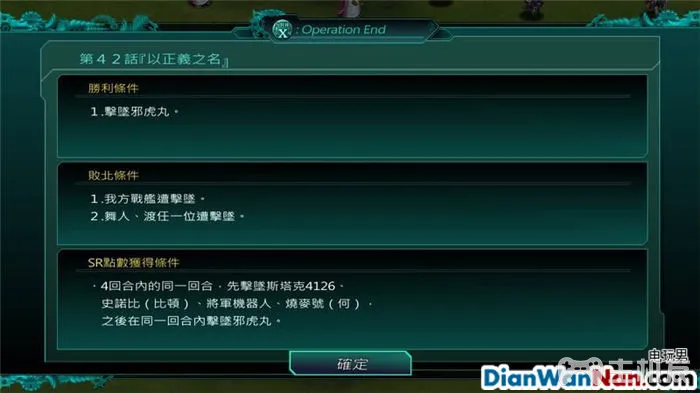 X : Operation End
第４２話『以正義之名』
勝利條件
１.擊墜邪虎丸。
敗北條件
１.我方戰艦遭擊墜。
２.舞人、渡任一位遭擊墜。
SR點數獲得條件
・4回合內的同一回合，先擊墜斯塔克4126、
史諾比（比頓）、將軍機器人、燒麥號（何），
之後在同一回合內擊墜邪虎丸。
確定
电玩男
DianWanNan.com